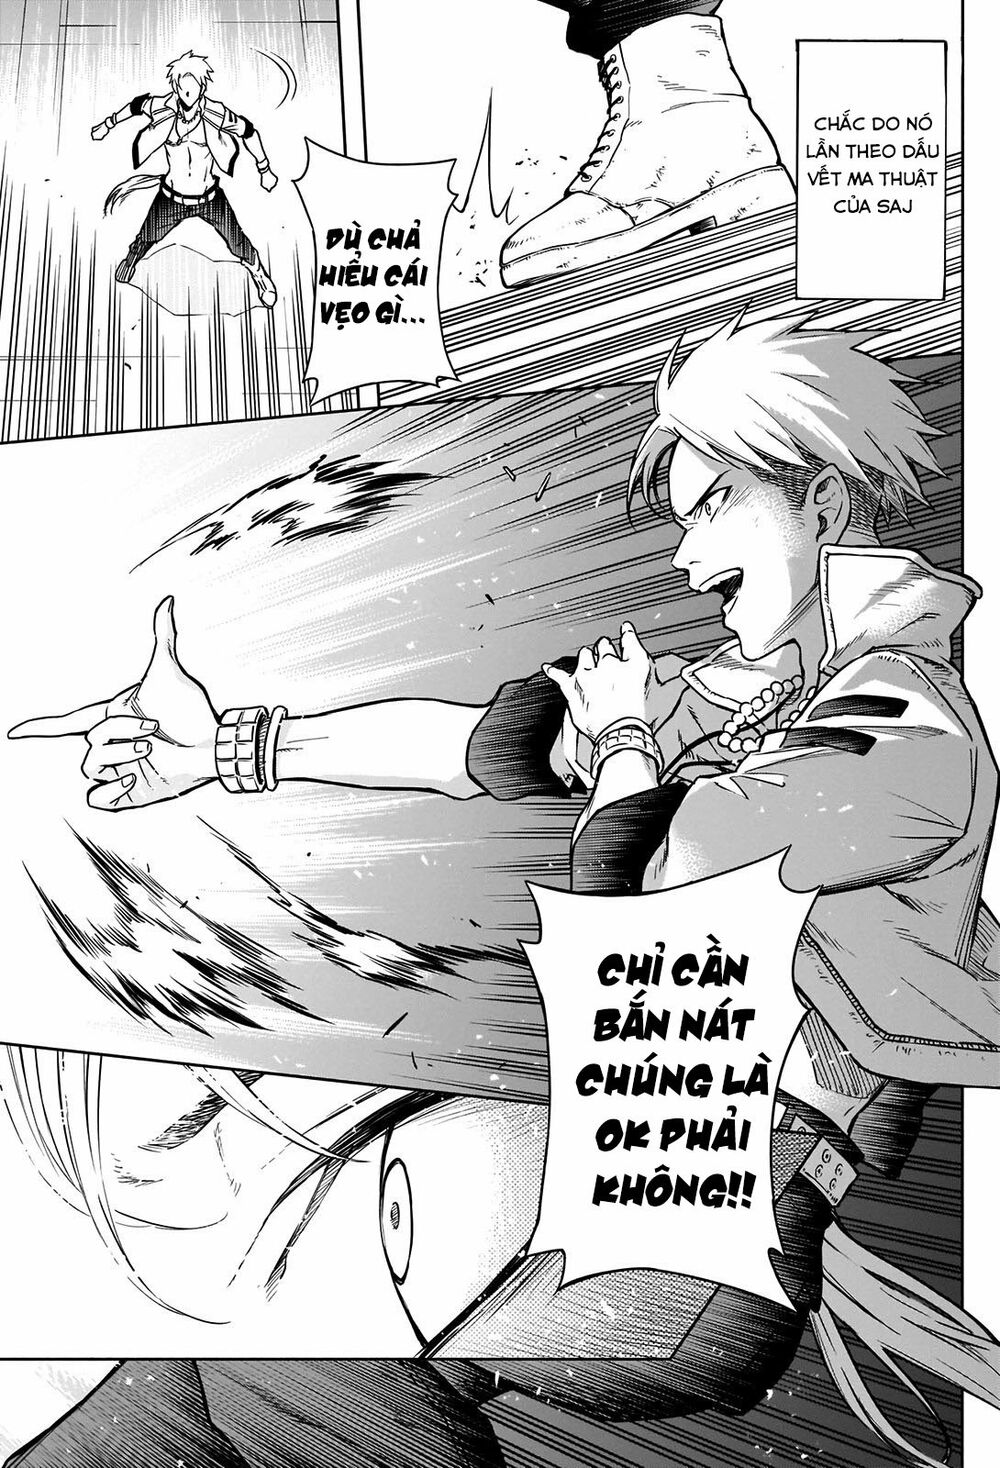 CHẮC DO NÓ
LẦN THEO DẤU
VẾT MA THUẬT
CỦA SAJ
DÙ CHẢ
HIỂU CÁI
VẸO GÌ...
CHỈ CẦN
BẮN NÁT
CHÚNG LÀ
OK PHẢI
KHÔNG!!